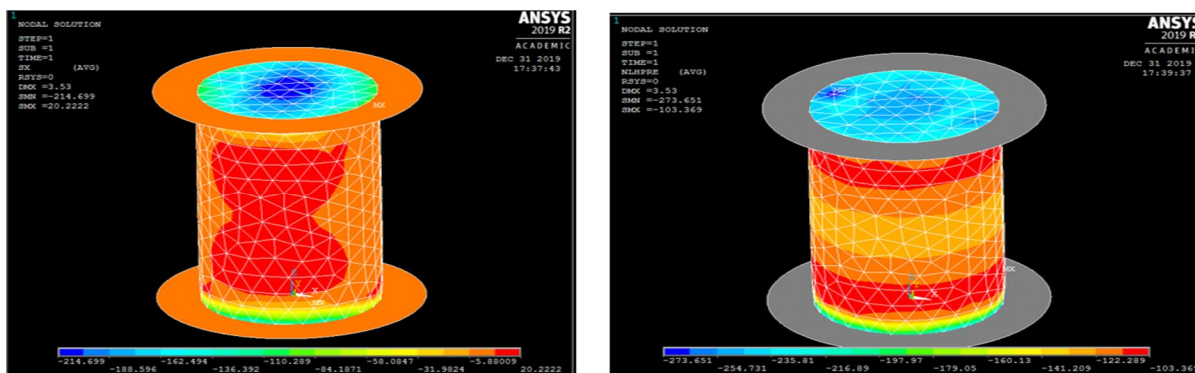 1
NODAL SOLUTION
STEP=1
SUB =1
TIME=1
SX (AVG)
RSYS=0
DMX =3.53
SMN =-214.699
SMX =20.2222
ANSYS
2019 R2
ACADEMIC
DEC 31 2019
17:37:43
MX
Z
X
-214.699 -162.494 -110.289 -58.0847 -5.88009
-188.596 -136.392 -84.1871 -31.9824 20.2222
1
NODAL SOLUTION
STEP=1
SUB =1
TIME=1
NLHPRE (AVG)
RSYS=0
DMX =3.53
SMN =-273.651
SMX =-103.369
ANSYS
2019 R
ACADEMIC
DEC 31 2019
17:39:37
MN
MX
X
-273.651 -235.81 -197.97 -160.13 -122.289
-254.731 -216.89 -179.05 -141.209 -103.369